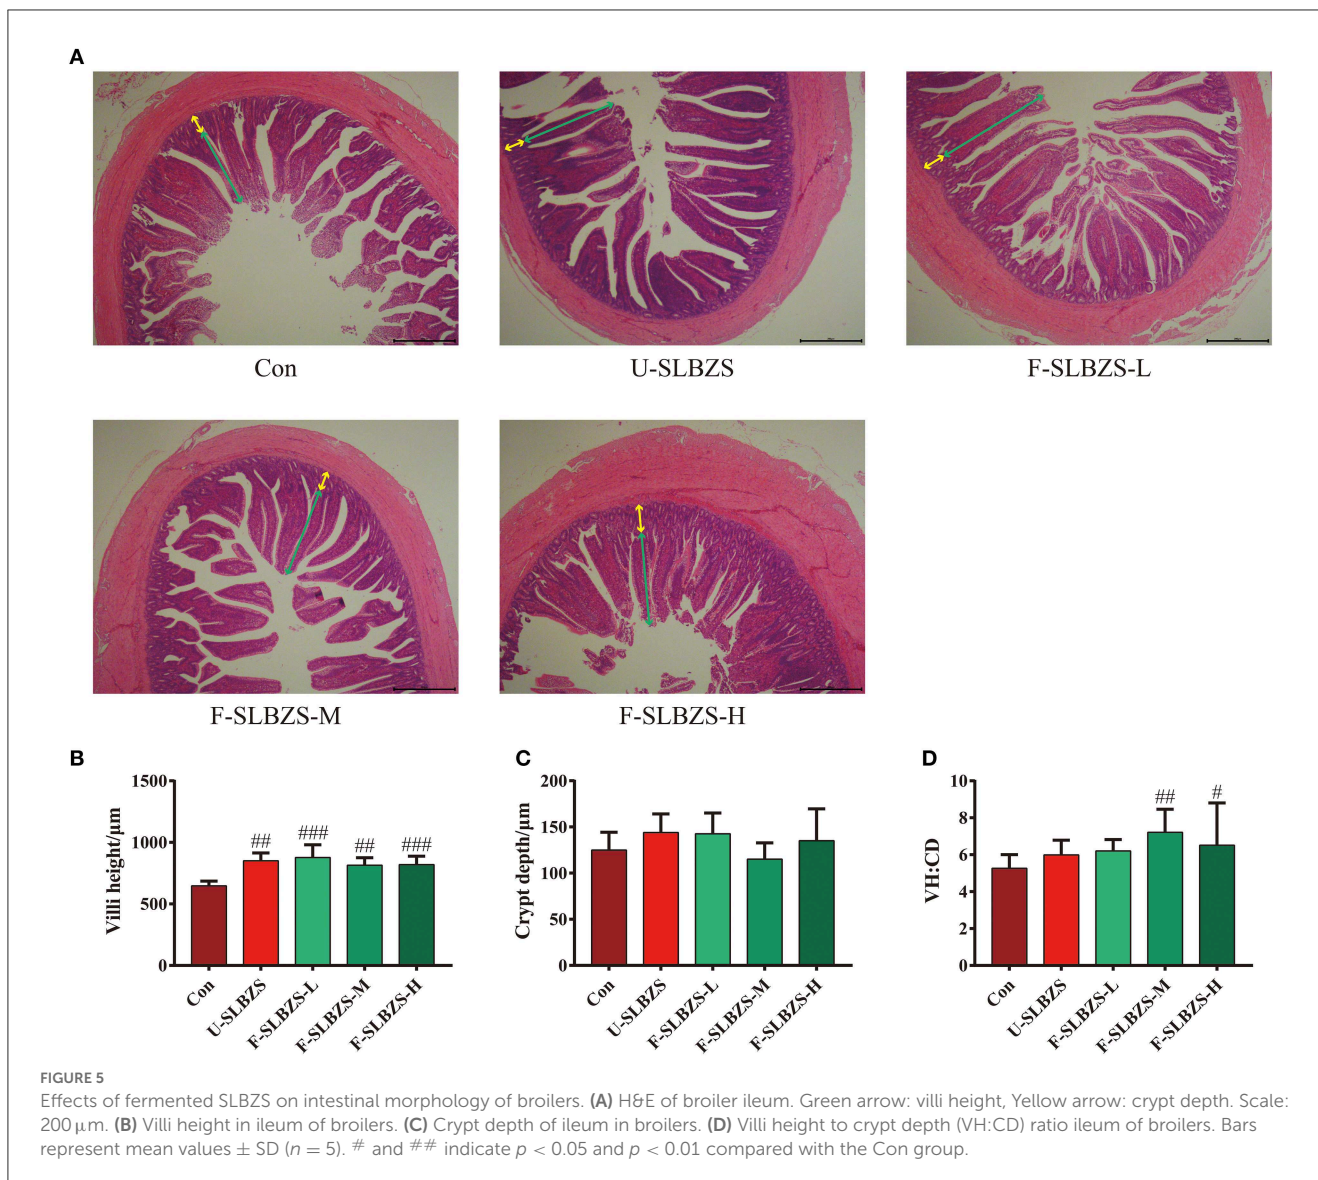 A
Con
U-SLBZS
F-SLBZS-L
F-SLBZS-M
F-SLBZS-H
B
1500
1000
500
0
Villi height/μm
##
###
##
###
Con
U-SLBZS
F-SLBZS-L
F-SLBZS-M
F-SLBZS-H
C
200
150
100
50
0
Crypt depth/μm
Con
U-SLBZS
F-SLBZS-L
F-SLBZS-M
F-SLBZS-H
D
10
8
6
4
2
0
VH:CD
##
#
Con
U-SLBZS
F-SLBZS-L
F-SLBZS-M
F-SLBZS-H
FIGURE 5
Effects of fermented SLBZS on intestinal morphology of broilers. (A) H&E of broiler ileum. Green arrow: villi height, Yellow arrow: crypt depth. Scale:
200 μm. (B) Villi height in ileum of broilers. (C) Crypt depth of ileum in broilers. (D) Villi height to crypt depth (VH:CD) ratio ileum of broilers. Bars
represent mean values ± SD (n = 5). # and ## indicate p < 0.05 and p < 0.01 compared with the Con group.